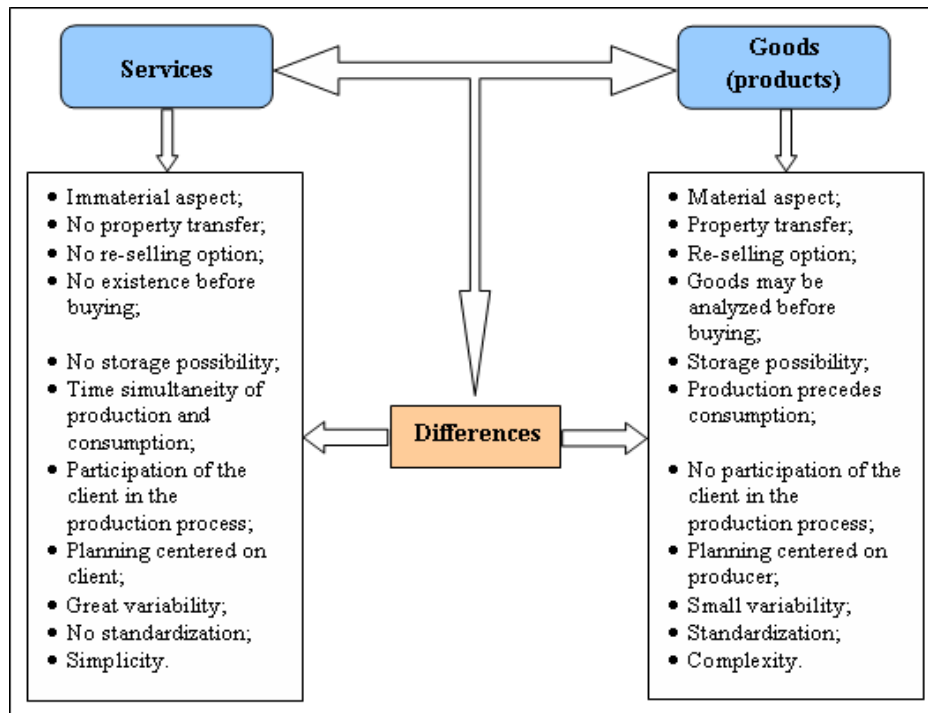 Services
Goods
(products)
• Immaterial aspect;
• No property transfer;
• No re-selling option;
• No existence before
buying;
• No storage possibility;
• Time simultaneity of
production and
consumption;
• Participation of the
client in the
production process;
• Planning centered on
client;
• Great variability;
• No standardization;
• Simplicity.
Differences
• Material aspect;
• Property transfer;
• Re-selling option;
• Goods may be
analyzed before
buying;
• Storage possibility;
• Production precedes
consumption;
• No participation of the
client in the
production process;
• Planning centered on
producer;
• Small variability;
• Standardization;
• Complexity.